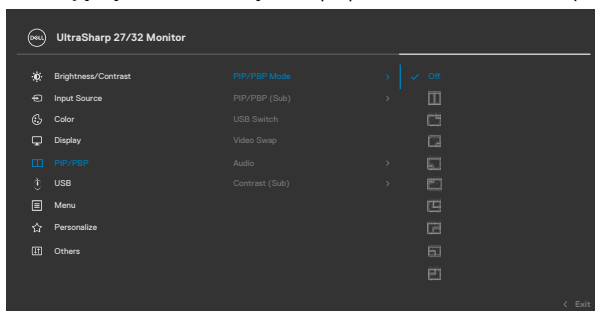 DELL UltraSharp 27/32 Monitor
Brightness/Contrast PIP/PBP Mode Off
Input Source PIP/PBP (Sub)
Color USB Switch
Display Video Swap
PIP/PBP Audio
USB Contrast (Sub)
Menu
Personalize
Others
Exit